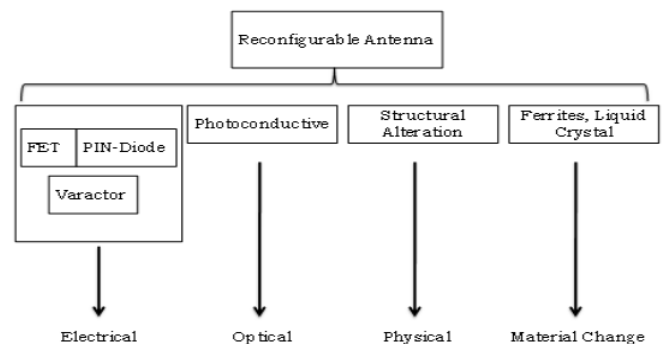 Reconfigurable Antenna
FET
PIN-Diode
Varactor
Photoconductive
Structural
Alteration
Ferrites, Liquid
Crystal
Electrical
Optical
Physical
Material Change